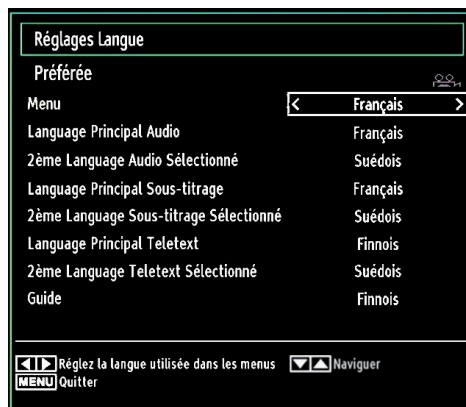 Réglages Langue
Préférée
Menu < Français >
Language Principal Audio Français
2ème Language Audio Sélectionné Suédois
Language Principal Sous-titrage Français
2ème Language Sous-titrage Sélectionné Suédois
Language Principal Teletext Finnois
2ème Language Teletext Sélectionné Suédois
Guide Finnois
Réglez la langue utilisée dans les menus Naviguer
MENU Quitter